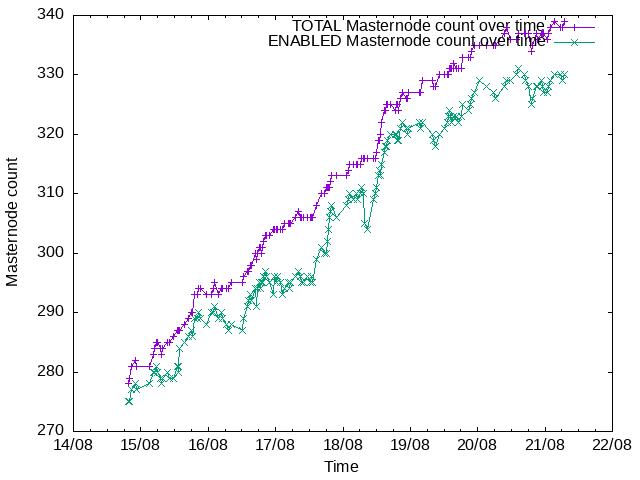 340
330
320
310
300
290
280
270
Masternode count
TOTAL Masternode count over time
ENABLED Masternode count over time
14/08 15/08 16/08 17/08 18/08 19/08 20/08 21/08 22/08
Time